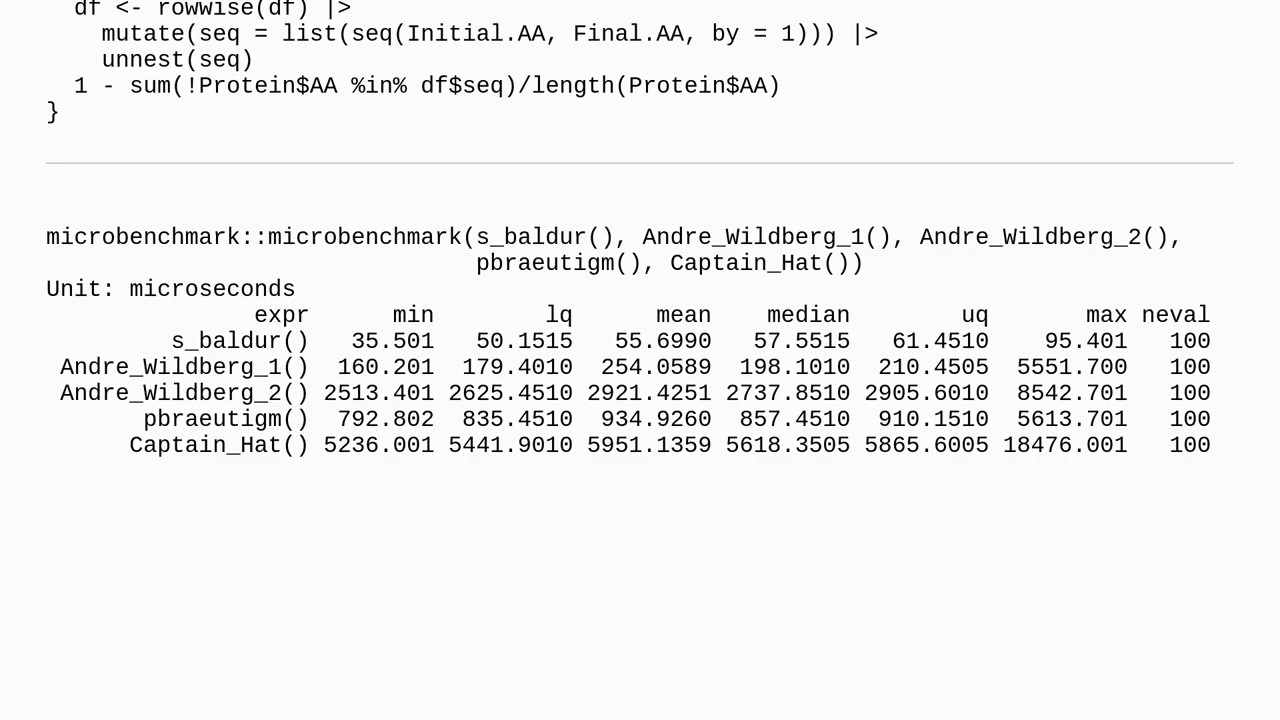 df <- rowwise(df) |>
mutate(seq = list(seq(Initial.AA, Final.AA, by = 1))) |>
unnest(seq)
1 - sum(!Protein$AA %in% df$seq)/length(Protein$AA)
}
microbenchmark::microbenchmark(s_baldur(), Andre_Wildberg_1(), Andre_Wildberg_2(),
pbraeutigm(), Captain_Hat())
Unit: microseconds
expr min lq mean median uq max neval
s_baldur() 35.501 50.1515 55.6990 57.5515 61.4510 95.401 100
Andre_Wildberg_1() 160.201 179.4010 254.0589 198.1010 210.4505 5551.700 100
Andre_Wildberg_2() 2513.401 2625.4510 2921.4251 2737.8510 2905.6010 8542.701 100
pbraeutigm() 792.802 835.4510 934.9260 857.4510 910.1510 5613.701 100
Captain_Hat() 5236.001 5441.9010 5951.1359 5618.3505 5865.6005 18476.001 100